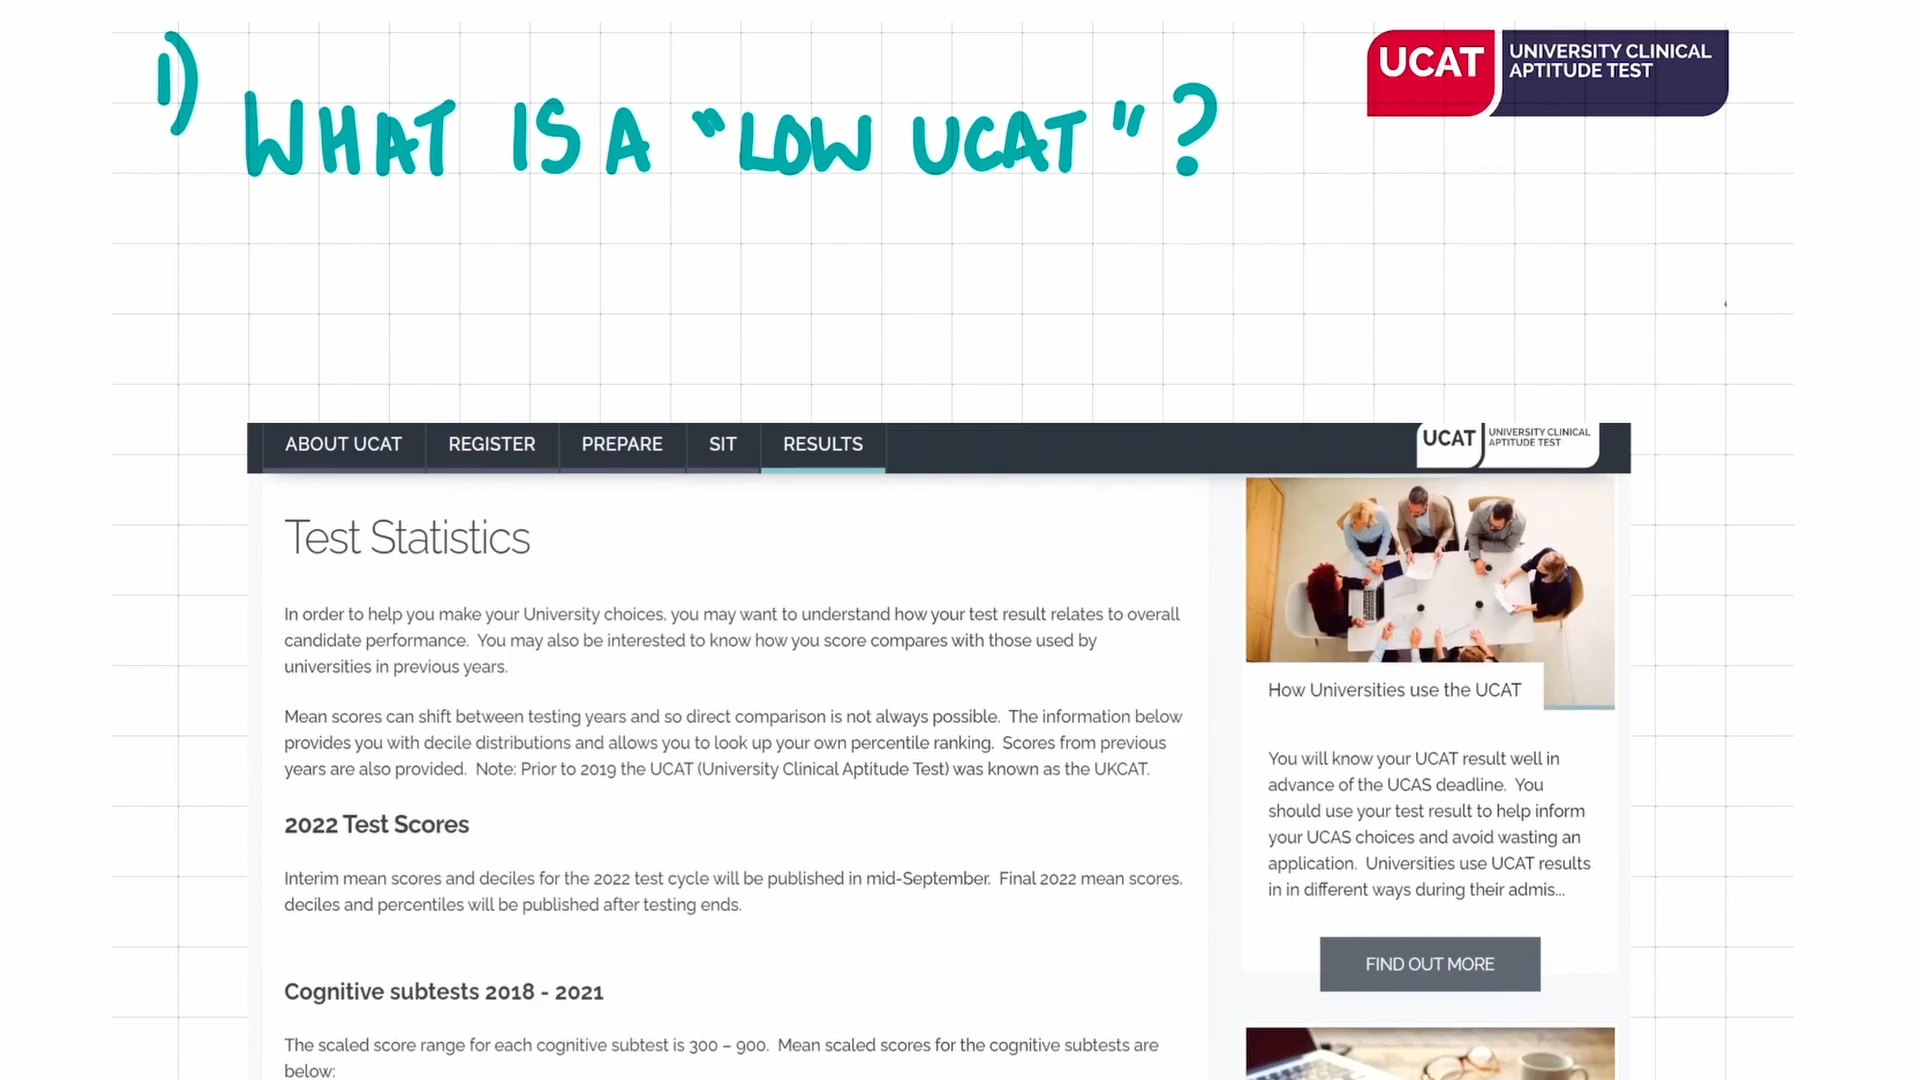 1)
WHAT IS A "LOW UCAT"?
UCAT
UNIVERSITY CLINICAL
APTITUDE TEST
ABOUT UCAT
REGISTER
PREPARE
SIT
RESULTS
UCAT
UNIVERSITY CLINICAL
APTITUDE TEST
Test Statistics
In order to help you make your University choices, you may want to understand how your test result relates to overall
candidate performance. You may also be interested to know how you score compares with those used by
universities in previous years.
Mean scores can shift between testing years and so direct comparison is not always possible. The information below
provides you with decile distributions and allows you to look up your own percentile ranking. Scores from previous
years are also provided. Note: Prior to 2019 the UCAT (University Clinical Aptitude Test) was known as the UKCAT.
2022 Test Scores
Interim mean scores and deciles for the 2022 test cycle will be published in mid-September. Final 2022 mean scores,
deciles and percentiles will be published after testing ends.
Cognitive subtests 2018 - 2021
The scaled score range for each cognitive subtest is 300 – 900. Mean scaled scores for the cognitive subtests are
below:
How Universities use the UCAT
You will know your UCAT result well in
advance of the UCAS deadline. You
should use your test result to help inform
your UCAS choices and avoid wasting an
application. Universities use UCAT results
in in different ways during their admis...
FIND OUT MORE